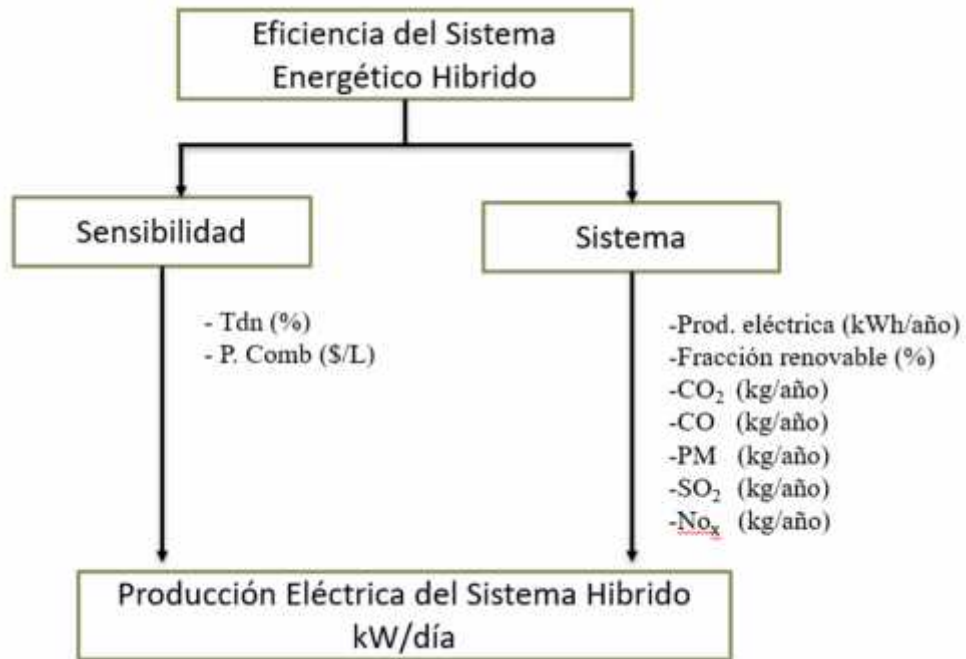 Eficiencia del Sistema
Energético Hibrido
Sensibilidad
Sistema
- Tdn (%)
- P. Comb ($/L)
-Prod. eléctrica (kWh/año)
-Fracción renovable (%)
-CO₂ (kg/año)
-CO (kg/año)
-PM (kg/año)
-SO₂ (kg/año)
-Noₓ (kg/año)
Producción Eléctrica del Sistema Hibrido
kW/día